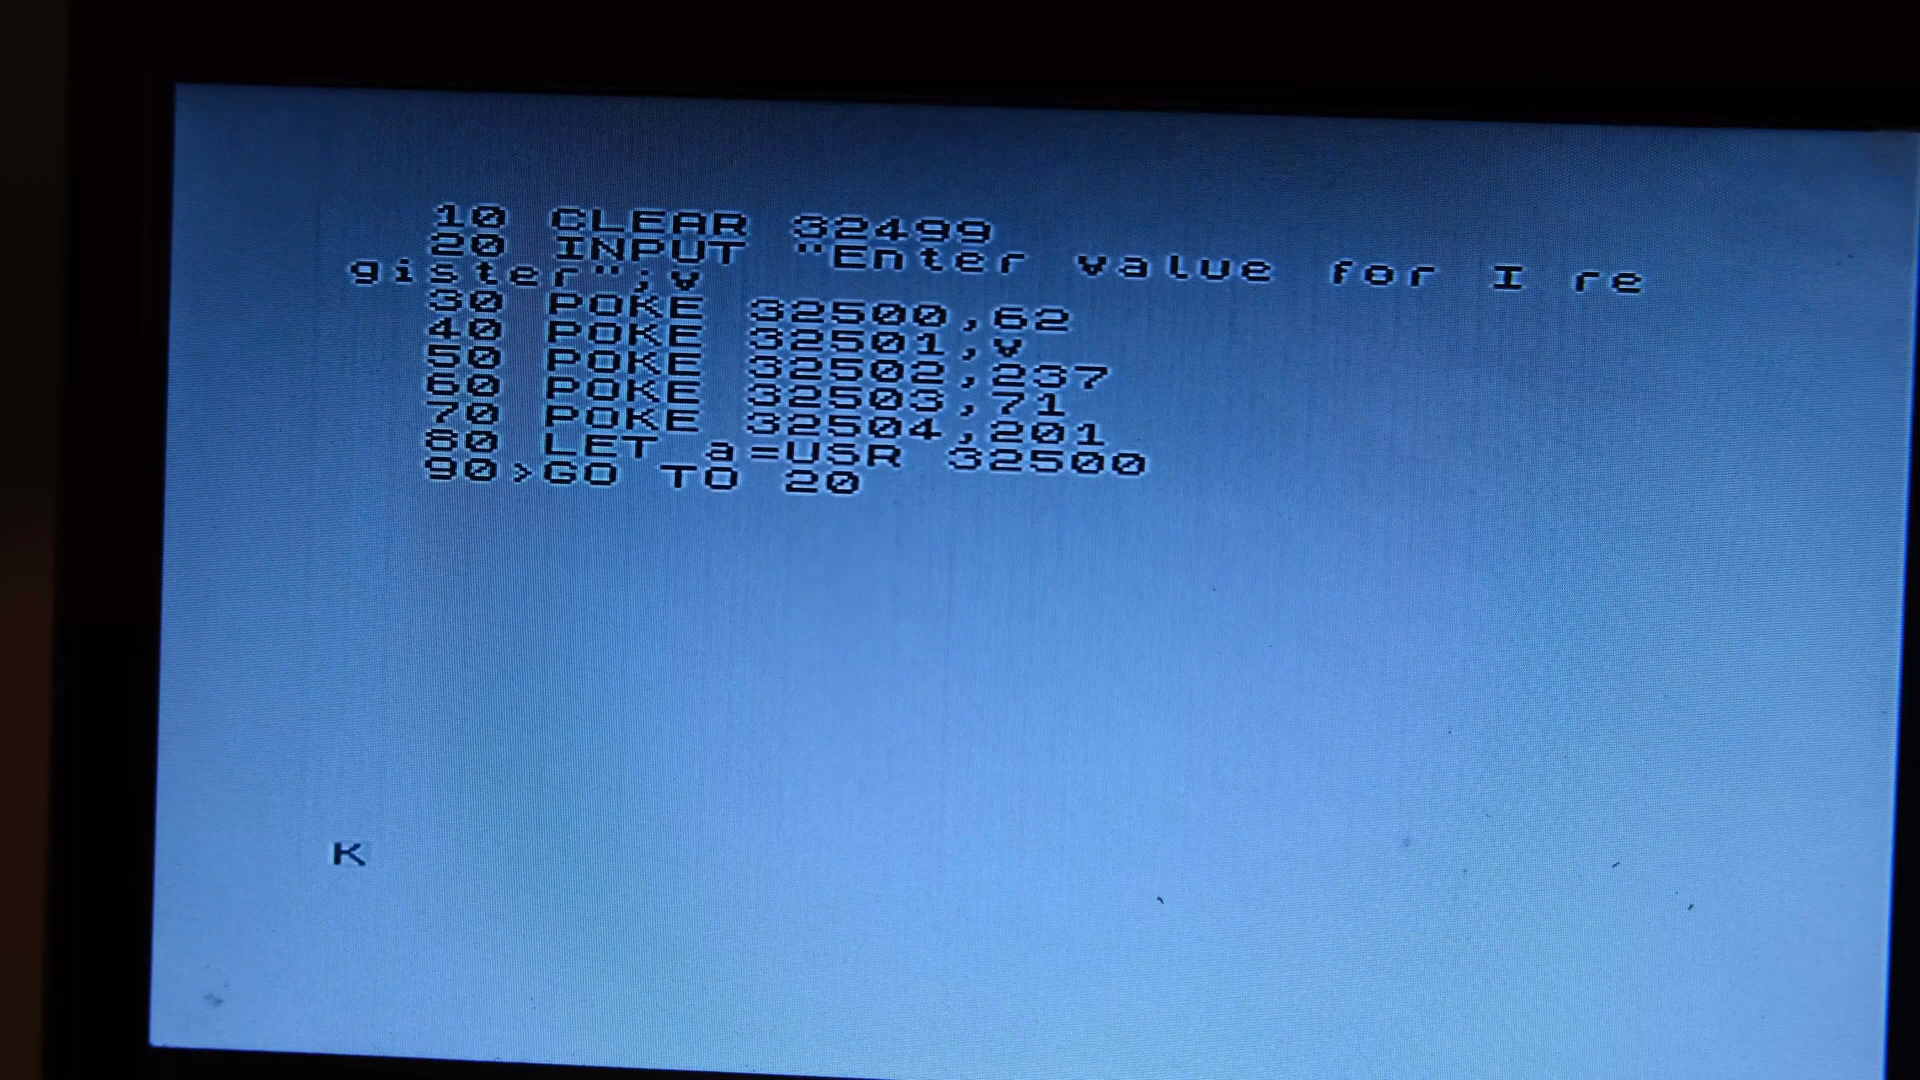 10 CLEAR 32499
20 INPUT "Enter value for I re
gister";v
30 POKE 32500,62
40 POKE 32501,v
50 POKE 32502,237
60 POKE 32503,71
70 POKE 32504,201
80 LET a=USR 32500
90>GO TO 20
K